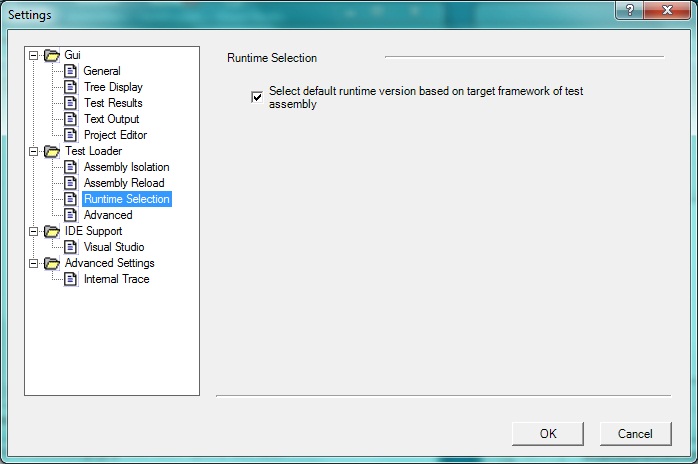 Settings
Gui
General
Tree Display
Test Results
Text Output
Project Editor
Test Loader
Assembly Isolation
Assembly Reload
Runtime Selection
Advanced
IDE Support
Visual Studio
Advanced Settings
Internal Trace
Runtime Selection
Select default runtime version based on target framework of test
assembly
OK
Cancel